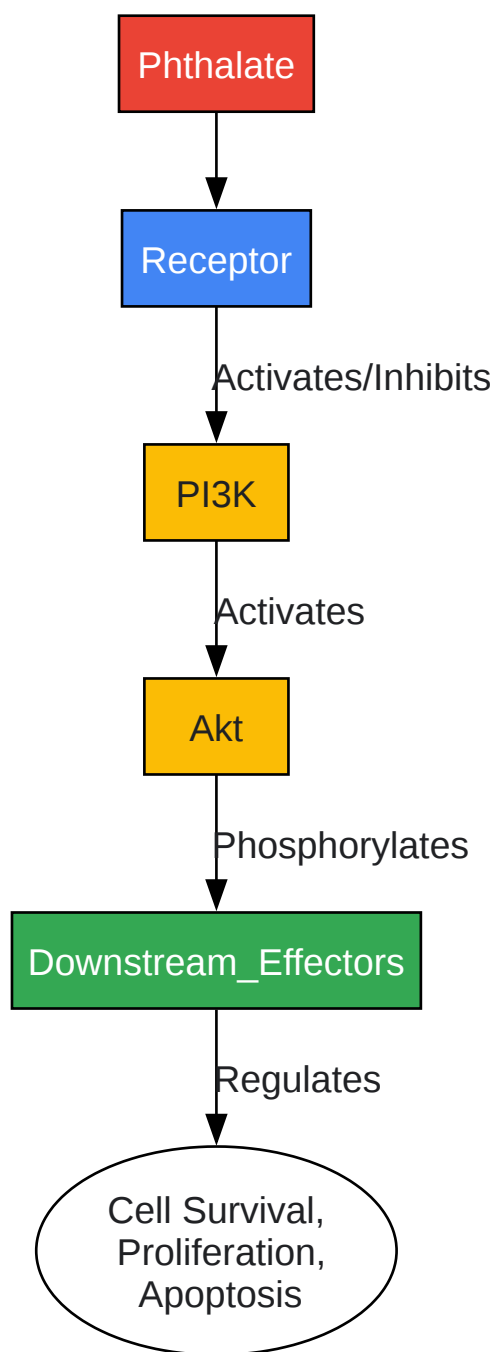 Phthalate
Receptor
Activates/Inhibits
PI3K
Activates
Akt
Phosphorylates
Downstream_Effectors
Regulates
Cell Survival,
Proliferation,
Apoptosis